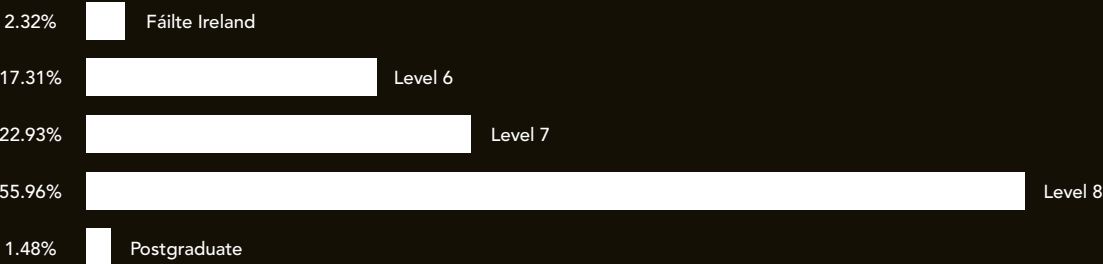 2.32% Fáilte Ireland
17.31% Level 6
22.93% Level 7
55.96% Level 8
1.48% Postgraduate